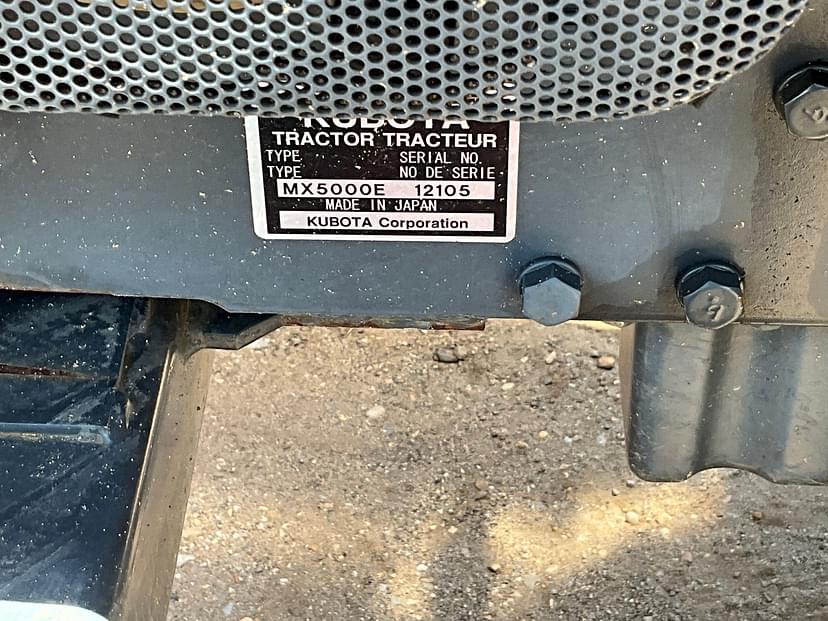 KUBOTA
TRACTOR TRACTEUR
TYPE SERIAL NO.
TYPE NO DE SERIE
MX5000E 12105
MADE IN JAPAN
KUBOTA Corporation